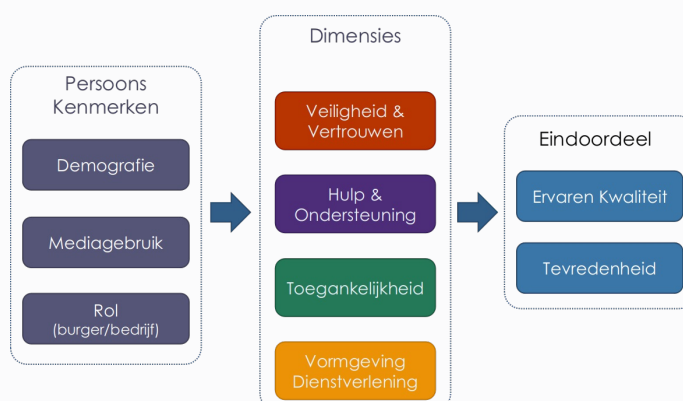 Persoons
Kenmerken
Demografie
Mediagebruik
Rol
(burger/bedrijf)
Dimensies
Veiligheid &
Vertrouwen
Hulp &
Ondersteuning
Toegankelijkheid
Vormgeving
Dienstverlening
Eindoordeel
Ervaren Kwaliteit
Tevredenheid